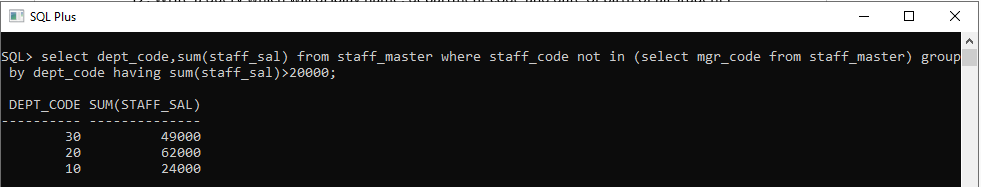 SQL Plus
SQL> select dept_code,sum(staff_sal) from staff_master where staff_code not in (select mgr_code from staff_master) group
by dept_code having sum(staff_sal)>20000;
DEPT_CODE SUM(STAFF_SAL)
---------- --------------
30 49000
20 62000
10 24000